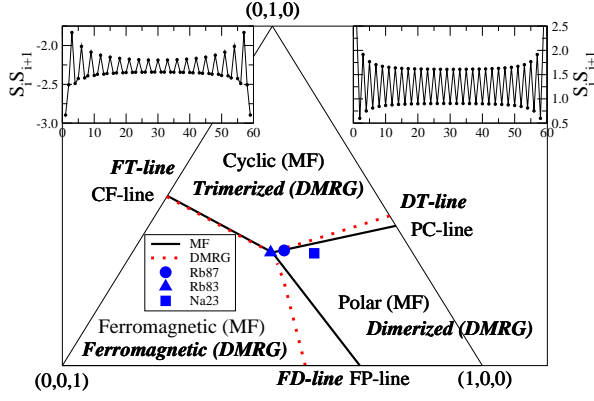 (0,1,0)
-2.0
-2.5
-3.0
SiSi+1
0 10 20 30 40 50 60
2.5
2.0
1.5
1.0
0.5
SiSi+1
0 10 20 30 40 50 60
FT-line
CF-line
Cyclic (MF)
Trimerized (DMRG)
DT-line
PC-line
MF
DMRG
Rb87
Rb83
Na23
Polar (MF)
Dimerized (DMRG)
Ferromagnetic (MF)
Ferromagnetic (DMRG)
(0,0,1)
FD-line FP-line
(1,0,0)